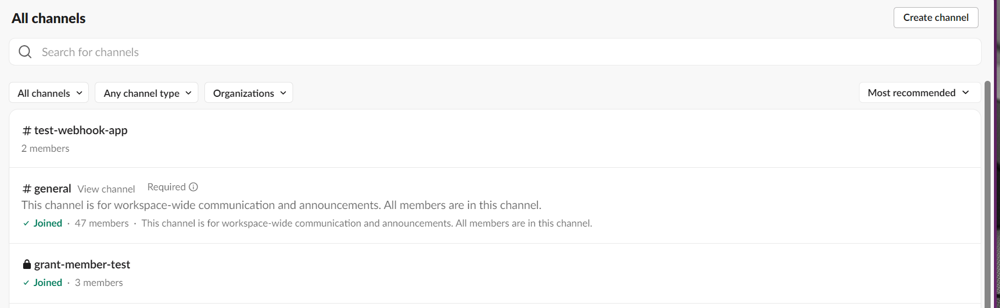 All channels
Create channel
Search for channels
All channels
Any channel type
Organizations
Most recommended
# test-webhook-app
2 members
# general View channel Required
This channel is for workspace-wide communication and announcements. All members are in this channel.
✓ Joined · 47 members · This channel is for workspace-wide communication and announcements. All members are in this channel.
grant-member-test
✓ Joined · 3 members